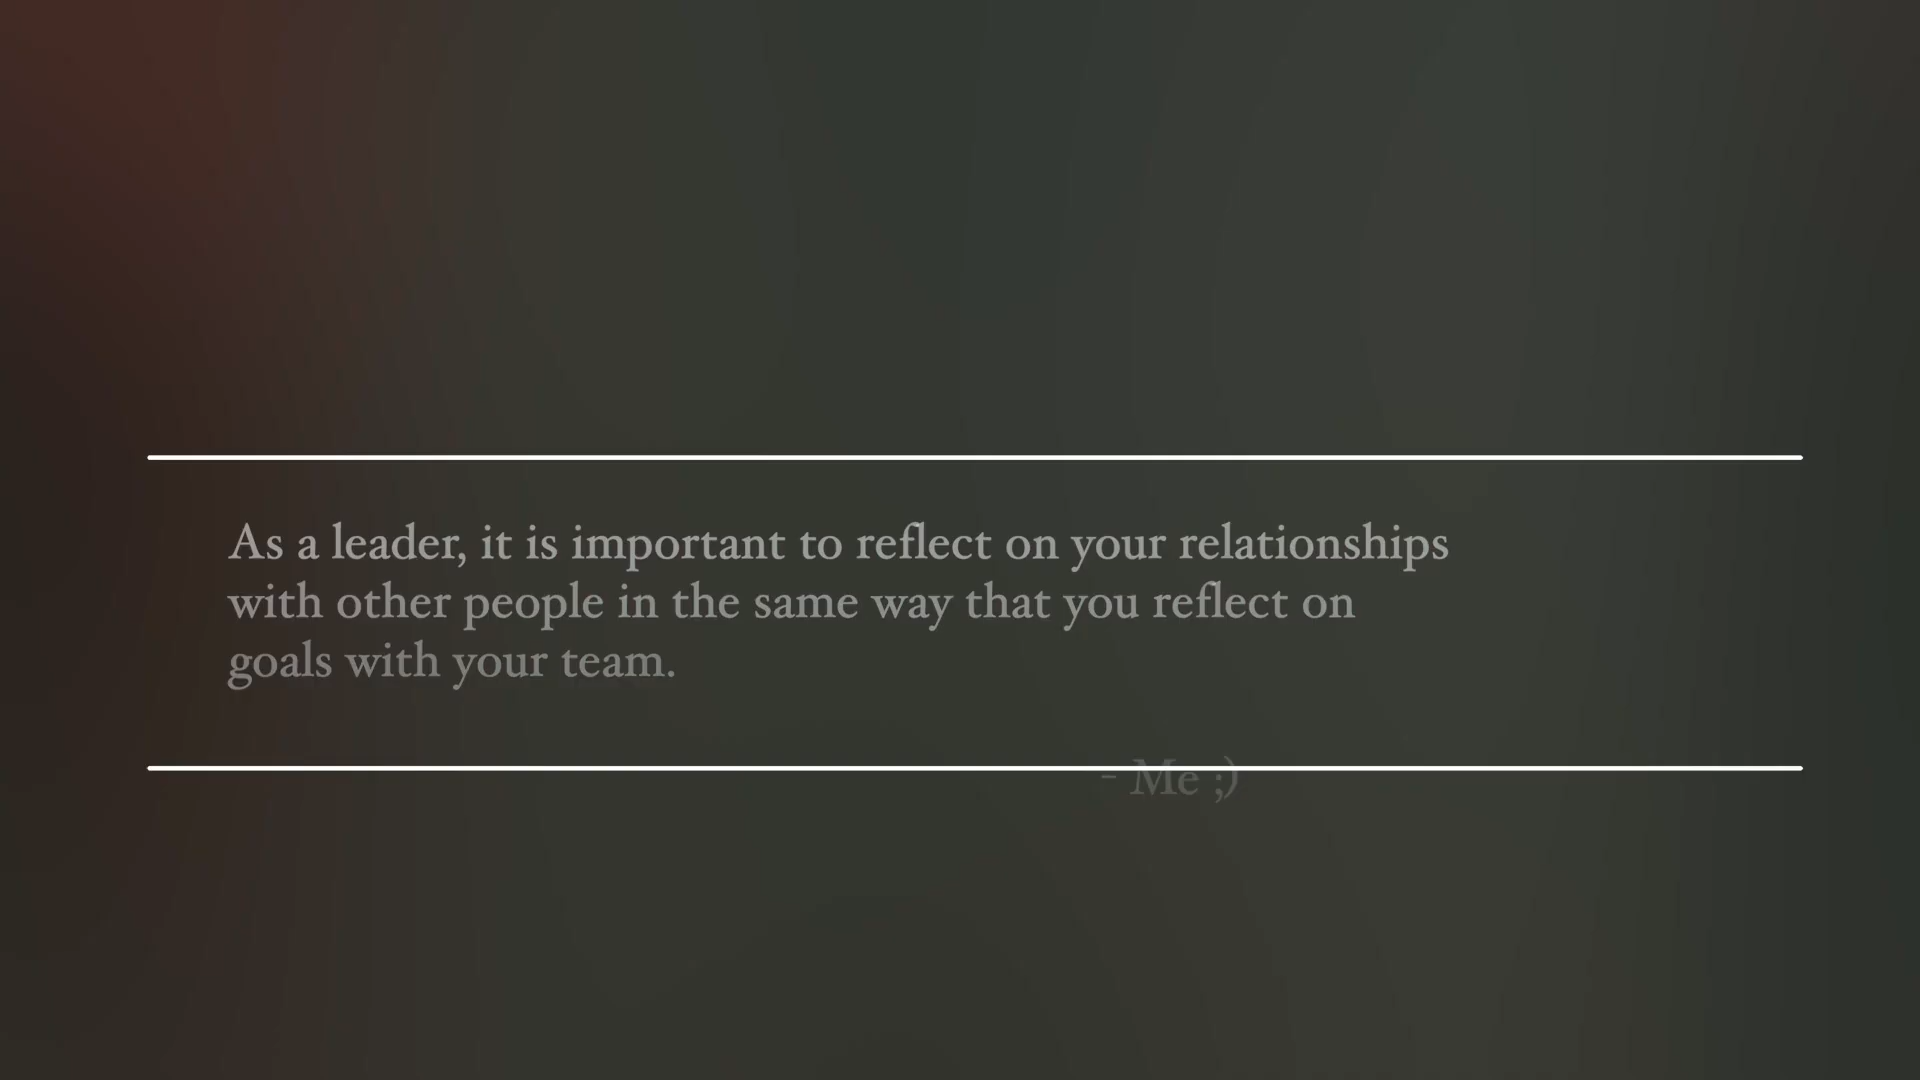 As a leader, it is important to reflect on your relationships
with other people in the same way that you reflect on
goals with your team.
- Me ;)